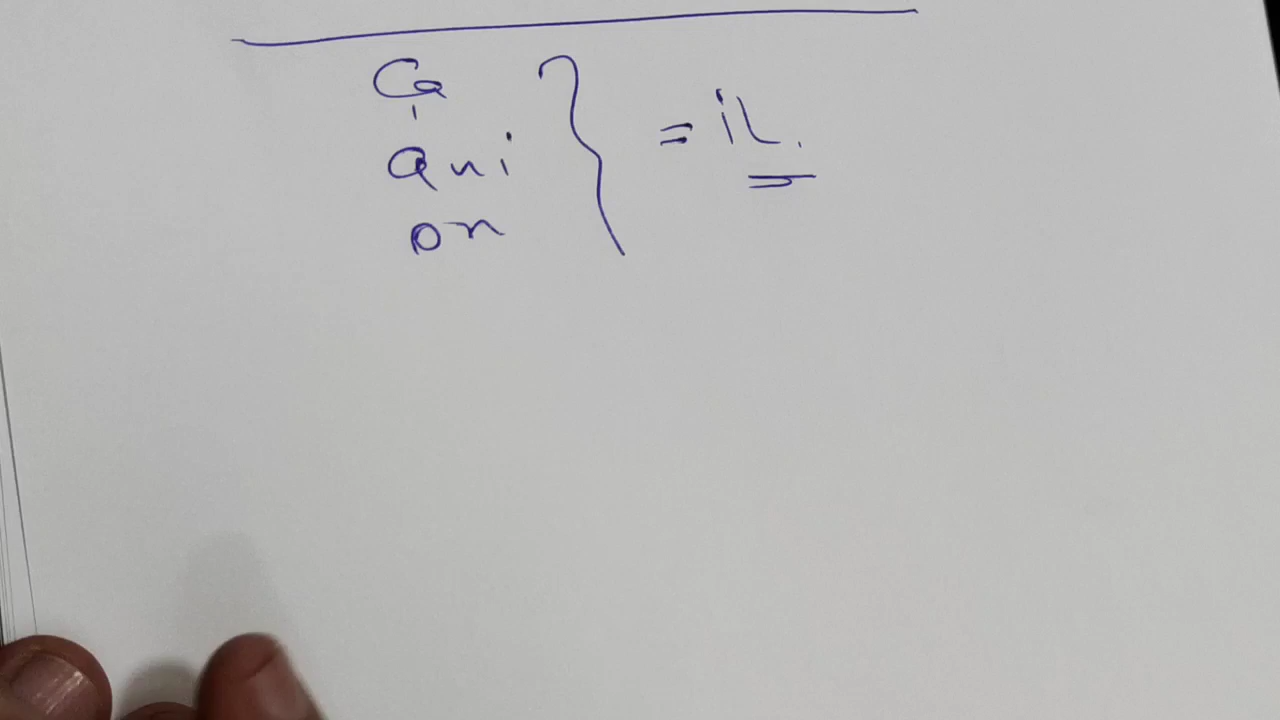 Ça
qui
on
} = il.